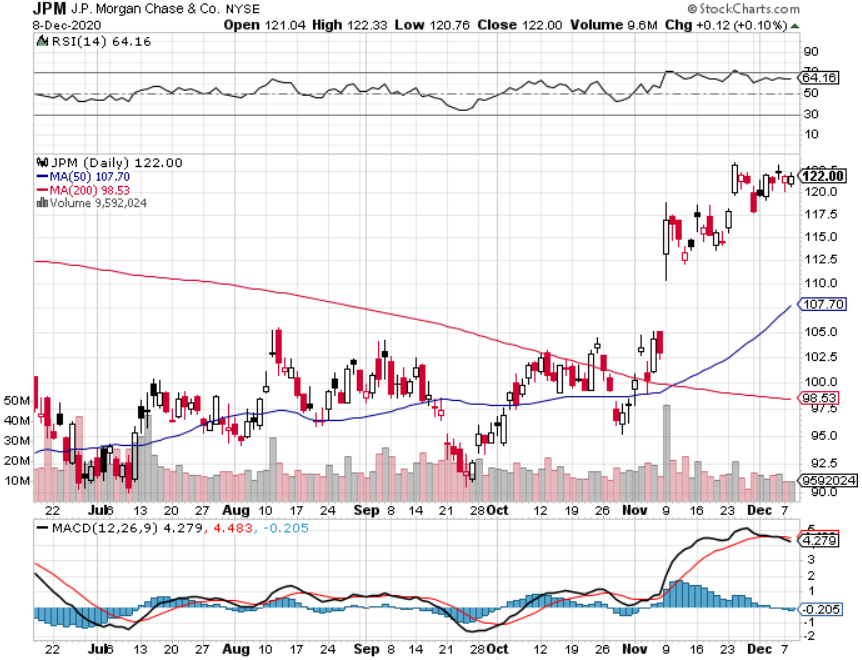 JPM J.P. Morgan Chase & Co. NYSE © StockCharts.com
8-Dec-2020 Open 121.04 High 122.33 Low 120.76 Close 122.00 Volume 9.6M Chg +0.12 (+0.10%)
RSI(14) 64.16
90
70
64.16
50
30
10
JPM (Daily) 122.00
MA(50) 107.70
MA(200) 98.53
Volume 9,592,024
122.5
122.00
120.0
117.5
115.0
112.5
110.0
107.70
105.0
102.5
100.0
98.53
97.5
95.0
92.5
9592024
90.0
50M
40M
30M
20M
10M
22 Jul 6 13 20 27 Aug 10 17 24 Sep 8 14 21 28 Oct 12 19 26 Nov 9 16 23 Dec 7
MACD(12,26,9) 4.279, 4.483, -0.205
5
4.279
3
2
1
-0.205
-1
-2
22 Jul 6 13 20 27 Aug 10 17 24 Sep 8 14 21 28 Oct 12 19 26 Nov 9 16 23 Dec 7